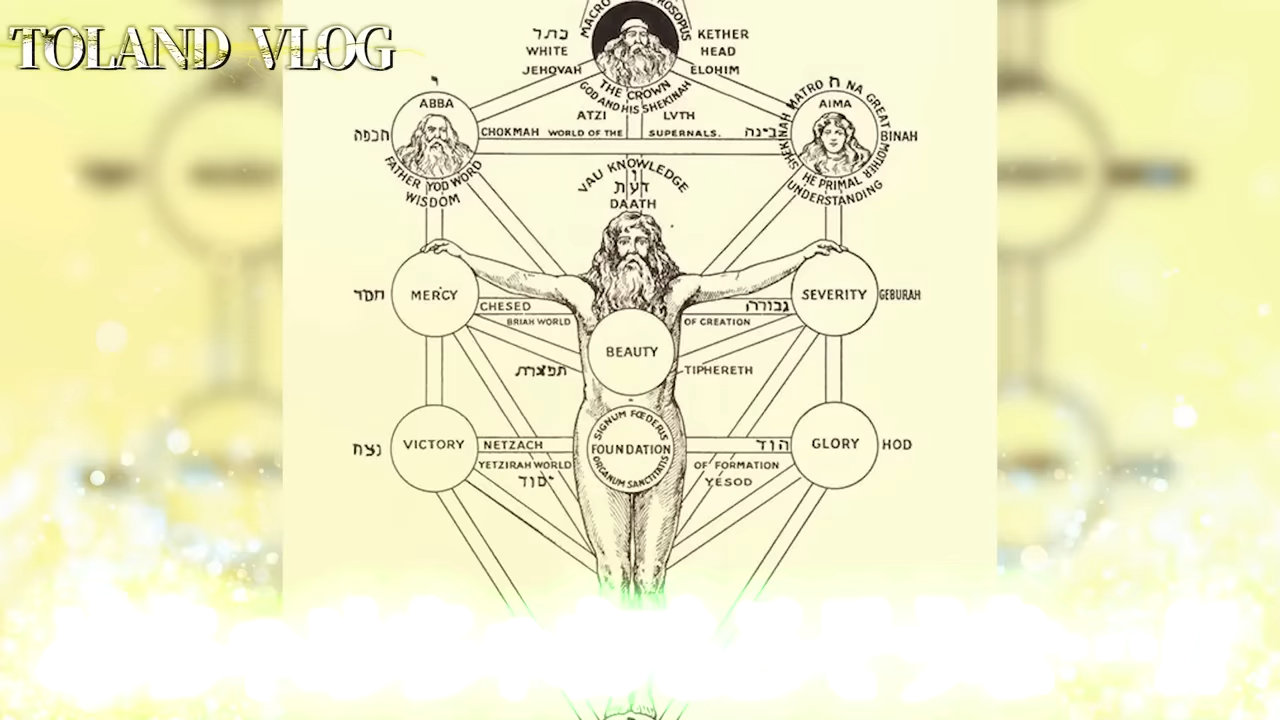 TOLAND VLOG
MACRO PROSOPUS
כתל
KETHER
WHITE
HEAD
JEHOVAH
ELOHIM
THE CROWN
GOD AND HIS SHEKINAH
ATZI
LVTH
י
ABBA
חכפה
CHOKMAH
WORLD OF THE
SUPERNALS.
בינה
FATHER YOD WORD
WISDOM
ה
AIMA
BINAH
SHEKINAH MATRO NA GREAT MOTHER
HE PRIMAL
UNDERSTANDING
VAU KNOWLEDGE
ו
דעת
DAATH
חסד
MERCY
CHESED
BRIAH WORLD
גבורה
SEVERITY
GEBURAH
OF CREATION
BEAUTY
תפארת
TIPHERETH
נצח
VICTORY
NETZACH
YETZIRAH WORLD
יסוד
SIGNUM FŒDERIS
FOUNDATION
ORGANUM SANCTITATIS
הוד
GLORY
HOD
OF FORMATION
YESOD